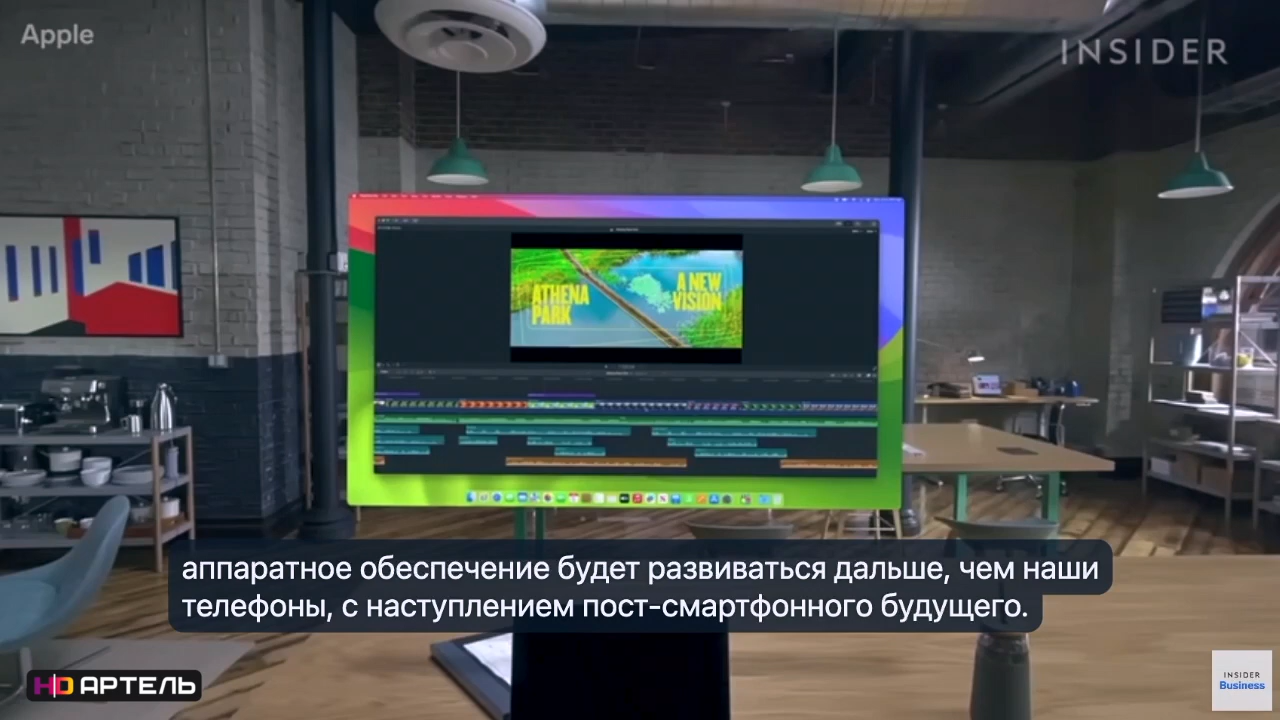 Apple
INSIDER
ATHENA
PARK
A NEW
VISION
аппаратное обеспечение будет развиваться дальше, чем наши
телефоны, с наступлением пост-смартфонного будущего.
HD АРТЕЛЬ
INSIDER
Business